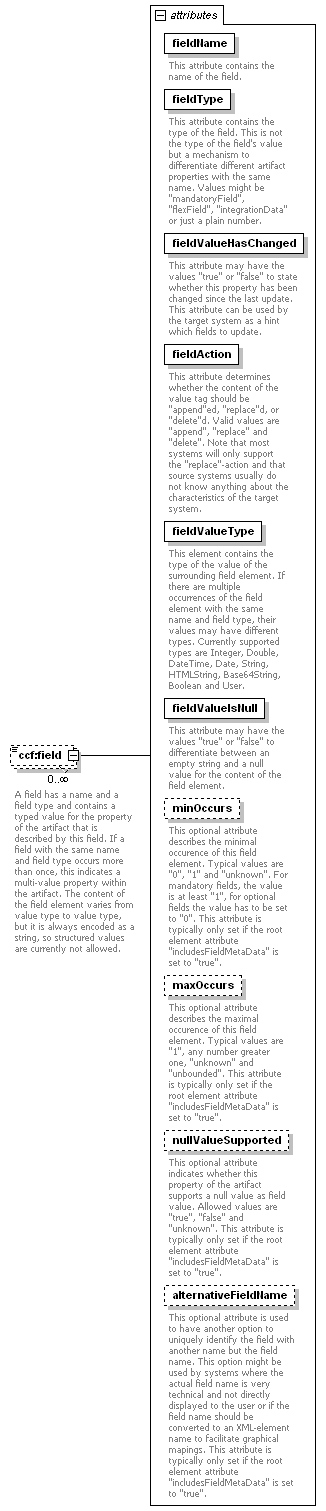 attributes
fieldName
This attribute contains the
name of the field.
fieldType
This attribute contains the
type of the field. This is not
the type of the field's value
but a mechanism to
differentiate different artifact
properties with the same
name. Values might be
"mandatoryField",
"flexField", "integrationData"
or just a plain number.
fieldValueHasChanged
This attribute may have the
values "true" or "false" to state
whether this property has been
changed since the last update.
This attribute can be used by
the target system as a hint
which fields to update.
fieldAction
This attribute determines
whether the content of the
value tag should be
"append"ed, "replace"d, or
"delete"d. Valid values are
"append", "replace" and
"delete". Note that most
systems will only support
the "replace"-action and that
source systems usually do
not know anything about the
characteristics of the target
system.
fieldValueType
This element contains the
type of the value of the
surrounding field element. If
there are multiple
occurrences of the field
element with the same
name and field type, their
values may have different
types. Currently supported
types are Integer, Double,
DateTime, Date, String,
HTMLString, Base64String,
Boolean and User.
fieldValueIsNull
This attribute may have the
values "true" or "false" to
differentiate between an
empty string and a null
value for the content of the
field element.
ccf:field
0..∞
A field has a name and a
field type and contains a
typed value for the property
of the artifact that is
described by this field. If a
field with the same name
and field type occurs more
than once, this indicates a
multi-value property within
the artifact. The content of
the field element varies from
value type to value type,
but it is always encoded as a
string, so structured values
are currently not allowed.
minOccurs
This optional attribute
describes the minimal
occurence of this field
element. Typical values are
"0", "1" and "unknown". For
mandatory fields, the value
is at least "1", for optional
fields the value has to be set
to "0". This attribute is
typically only set if the root
element attribute
"includesFieldMetaData" is
set to "true".
maxOccurs
This optional attribute
describes the maximal
occurence of this field
element. Typical values are
"1", any number greater
one, "unknown" and
"unbounded". This attribute
is typically only set if the
root element attribute
"includesFieldMetaData" is
set to "true".
nullValueSupported
This optional attribute
indicates whether this
property of the artifact
supports a null value as field
value. Allowed values are
"true", "false" and
"unknown". This attribute is
typically only set if the root
element attribute
"includesFieldMetaData" is
set to "true".
alternativeFieldName
This optional attribute is used
to have another option to
uniquely identify the field with
another name but the field
name. This option might be
used by systems where the
actual field name is very
technical and not directly
displayed to the user or if the
field name should be
converted to an XML-element
name to facilitate graphical
mapings. This attribute is
typically only set if the root
element attribute
"includesFieldMetaData" is set
to "true".